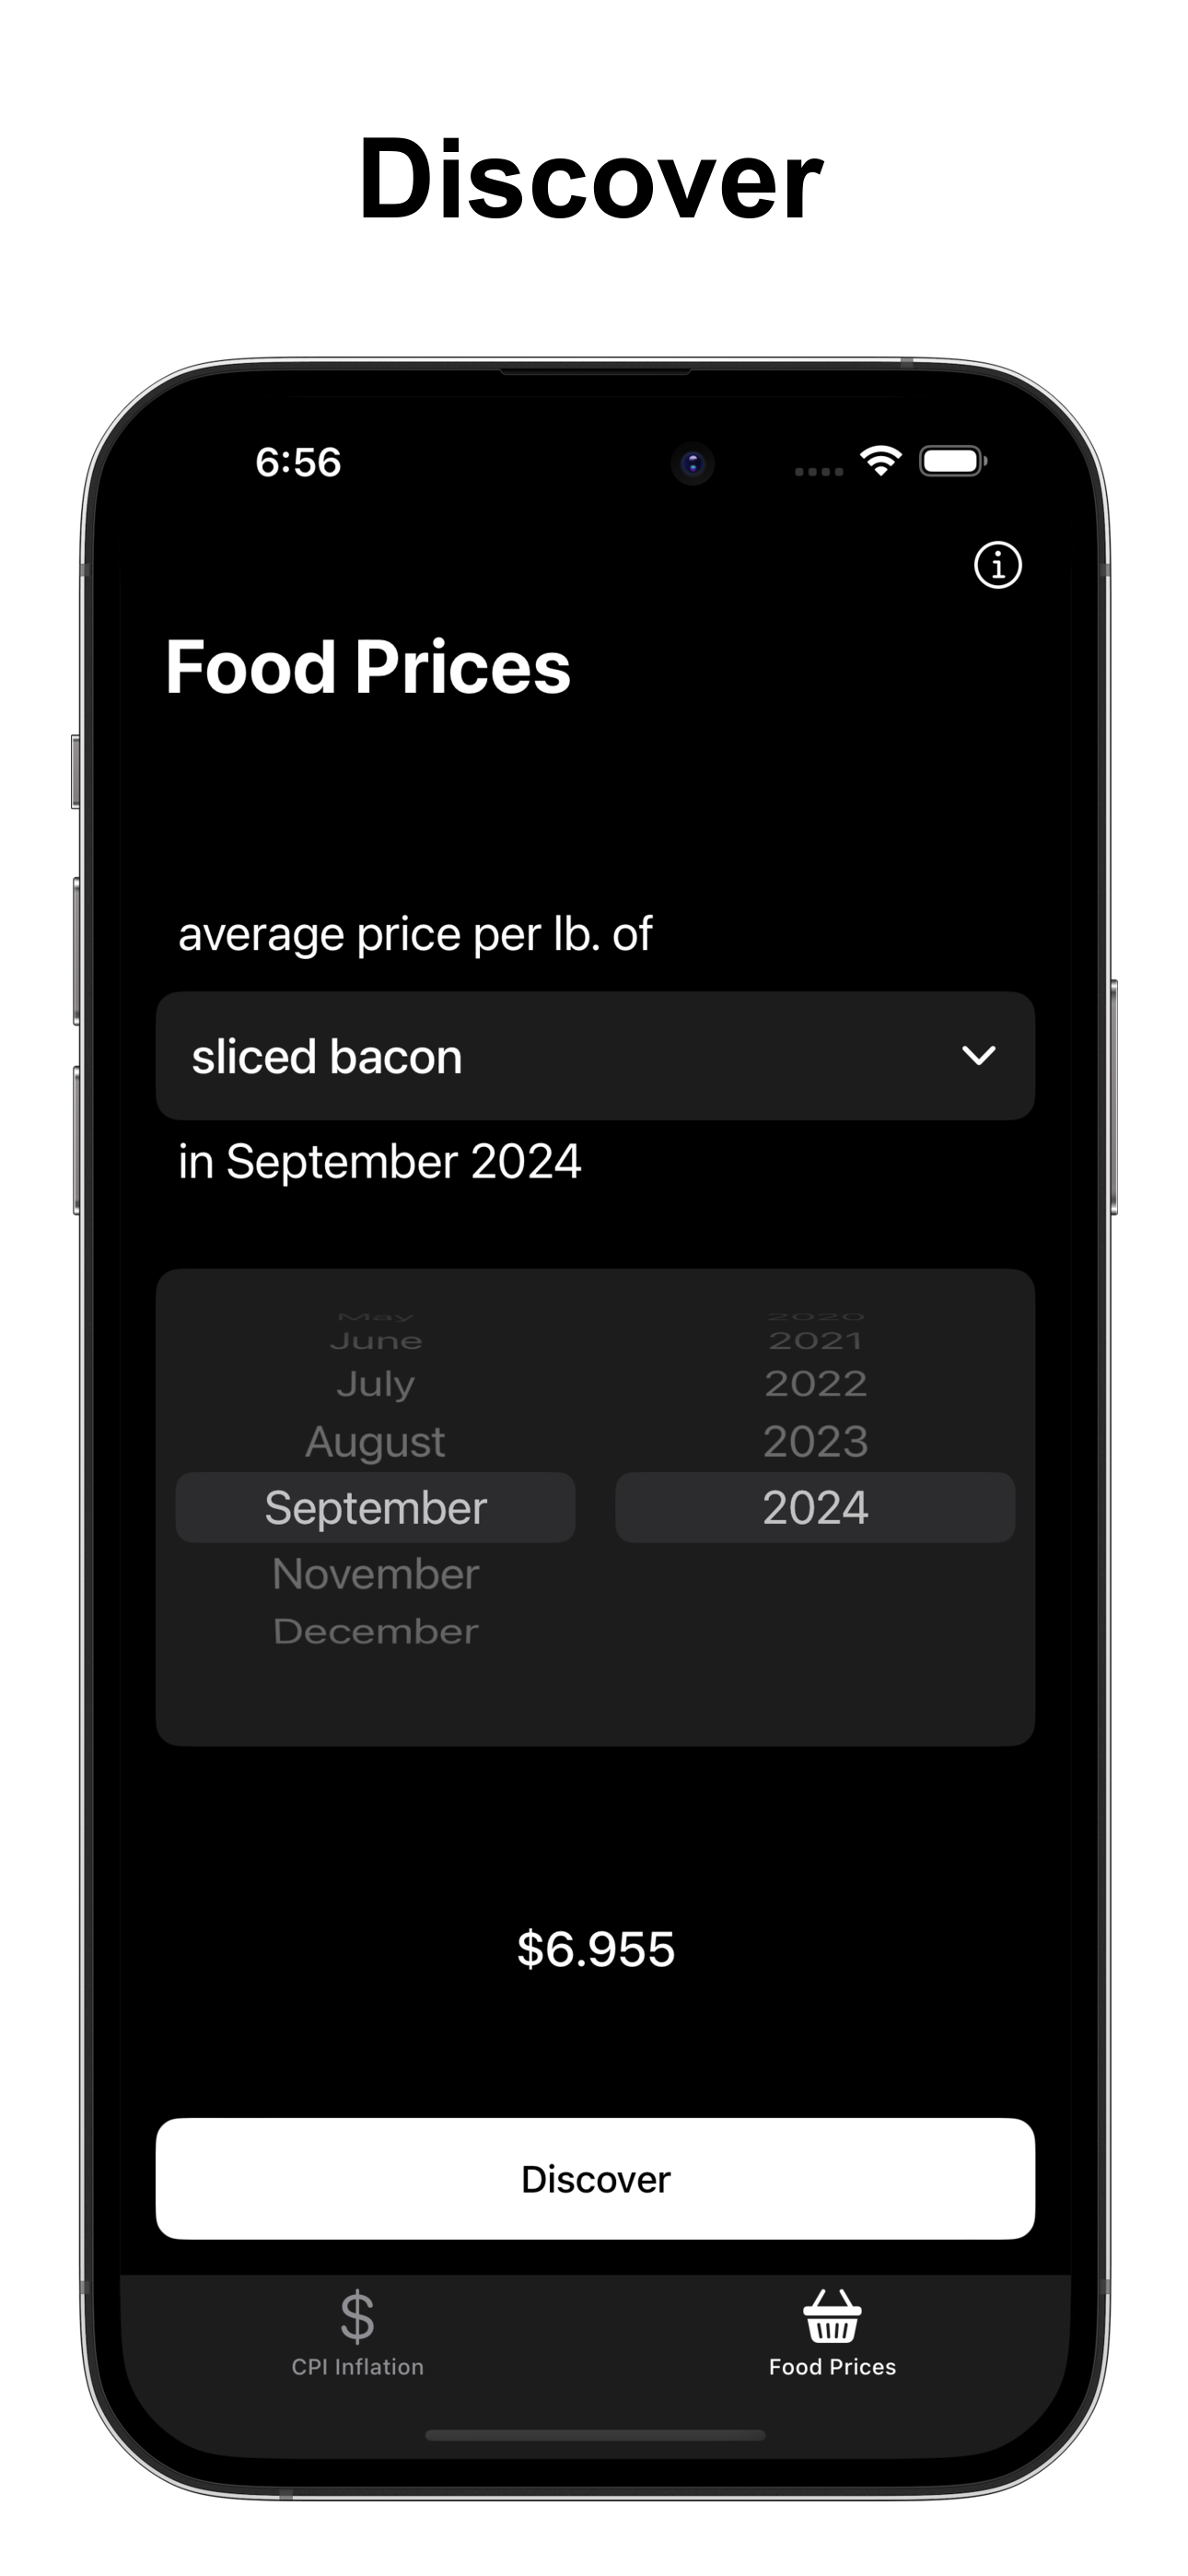 Discover
6:56
Food Prices
average price per lb. of
sliced bacon
in September 2024
May 2020
June 2021
July 2022
August 2023
September 2024
November
December
$6.955
Discover
$
CPI Inflation Food Prices